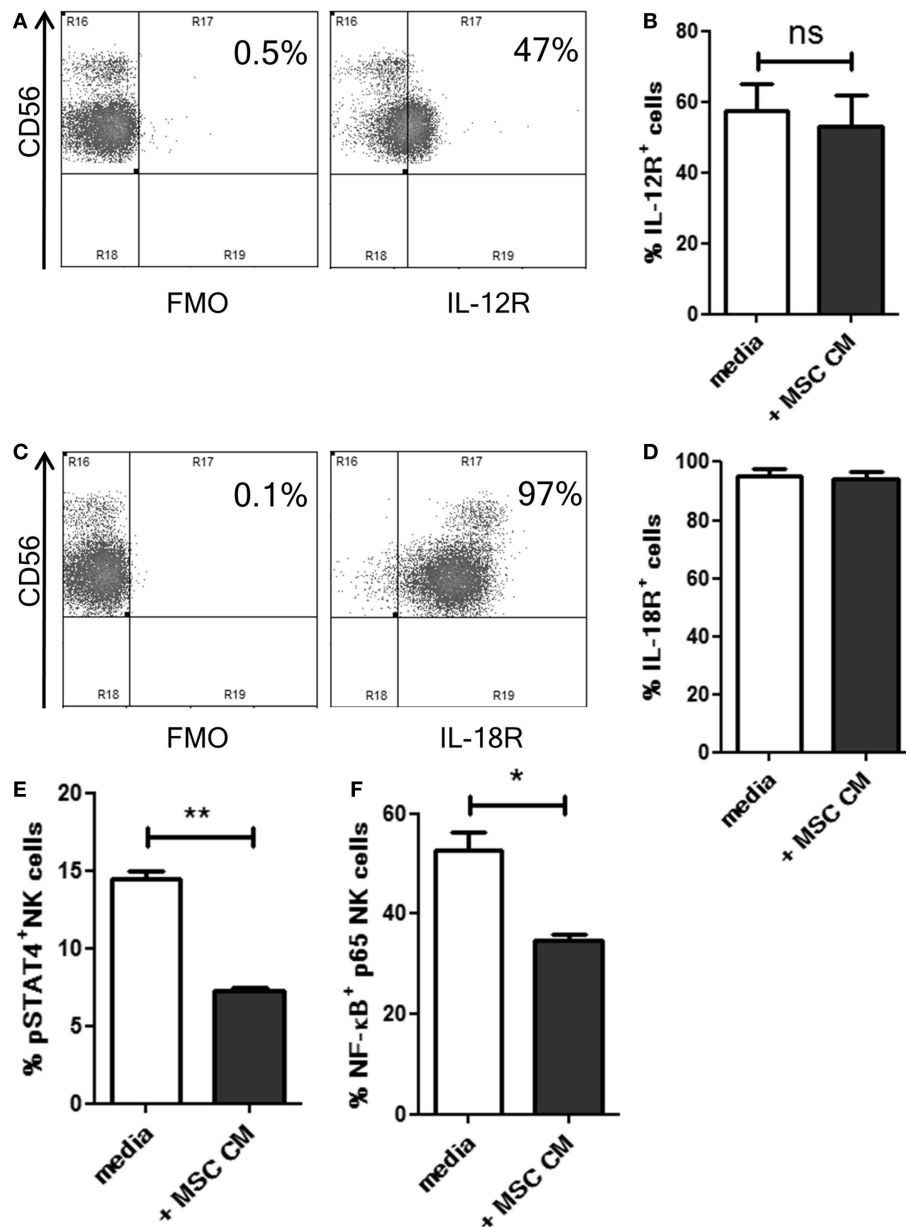 A
CD56
R16
R17
0.5%
R18
R19
FMO
R16
R17
47%
R18
R19
IL-12R
B
% IL-12R⁺ cells
80
60
40
20
0
ns
media
+ MSC CM
C
CD56
R16
R17
0.1%
R18
R19
FMO
R16
R17
97%
R18
R19
IL-18R
D
% IL-18R⁺ cells
100
80
60
40
20
0
media
+ MSC CM
E
% pSTAT4⁺NK cells
20
15
10
5
0
**
media
+ MSC CM
F
% NF-κB⁺ p65 NK cells
60
40
20
0
*
media
+ MSC CM